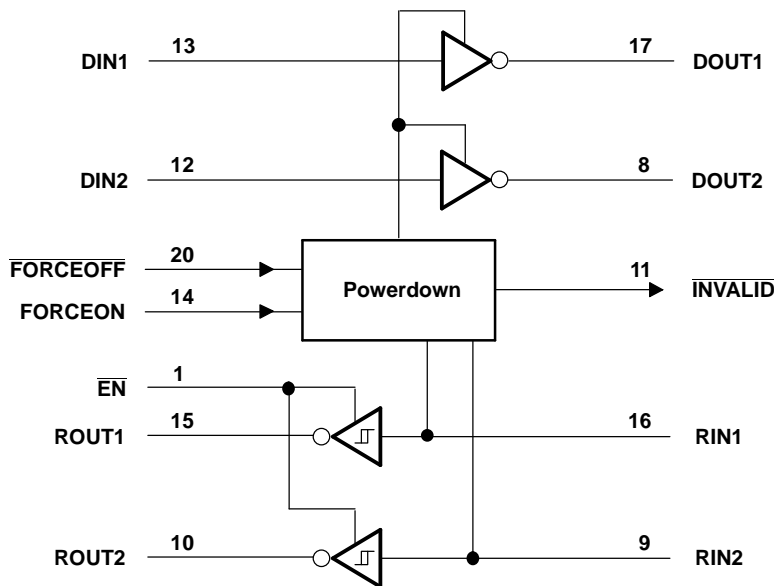 DIN1 13 17 DOUT1
DIN2 12 8 DOUT2
FORCEOFF 20
Powerdown 11 INVALID
FORCEON 14
EN 1
ROUT1 15 16 RIN1
ROUT2 10 9 RIN2